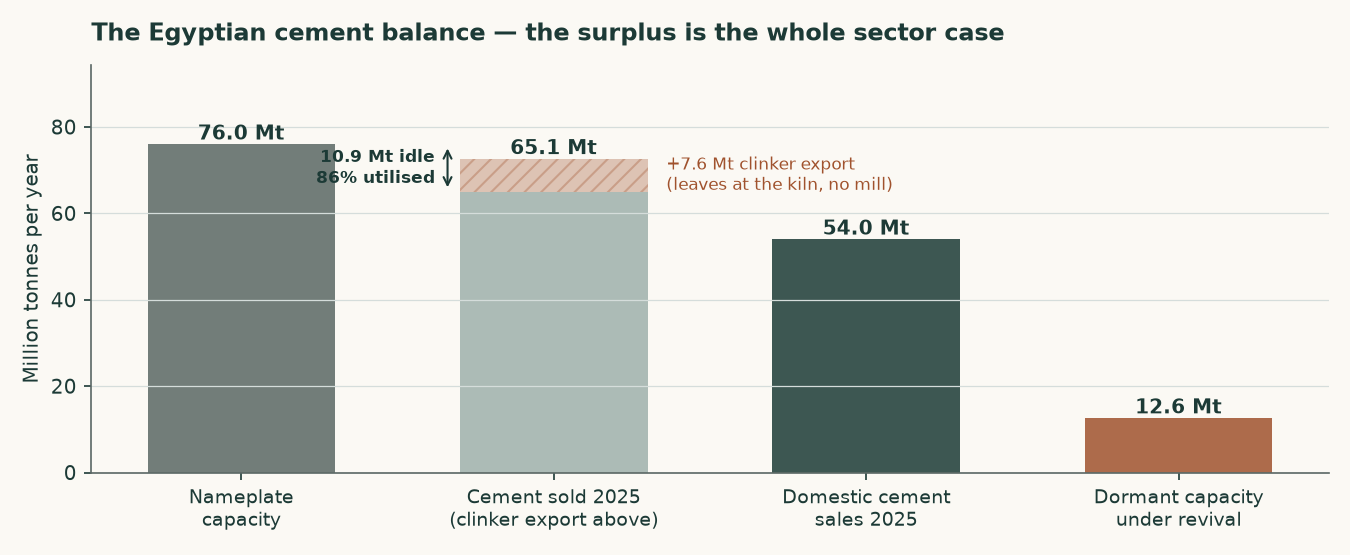 The Egyptian cement balance — the surplus is the whole sector case
Million tonnes per year
80
60
40
20
0
76.0 Mt
10.9 Mt idle
86% utilised
65.1 Mt
+7.6 Mt clinker export
(leaves at the kiln, no mill)
54.0 Mt
12.6 Mt
Nameplate
capacity
Cement sold 2025
(clinker export above)
Domestic cement
sales 2025
Dormant capacity
under revival